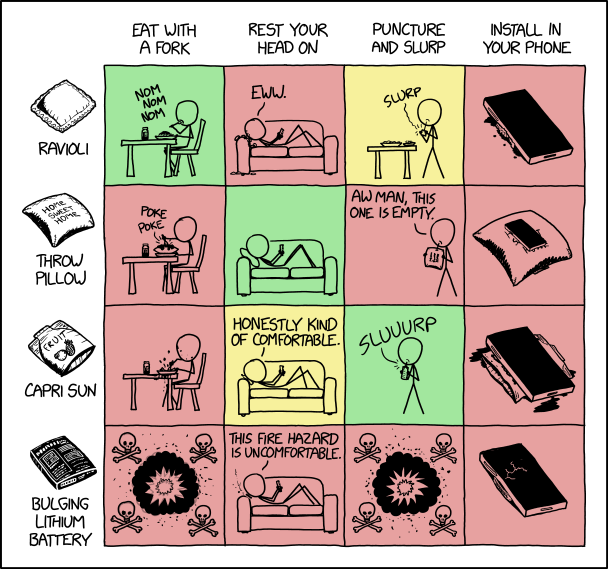 EAT WITH
A FORK
REST YOUR
HEAD ON
PUNCTURE
AND SLURP
INSTALL IN
YOUR PHONE
RAVIOLI
NOM
NOM
NOM
EWW.
SLURP
HOME
SWEET
HOME
THROW
PILLOW
POKE
POKE
AW MAN, THIS
ONE IS EMPTY.
FRUIT
CAPRI SUN
HONESTLY KIND
OF COMFORTABLE.
SLUUURP
BULGING
LITHIUM
BATTERY
THIS FIRE HAZARD
IS UNCOMFORTABLE.